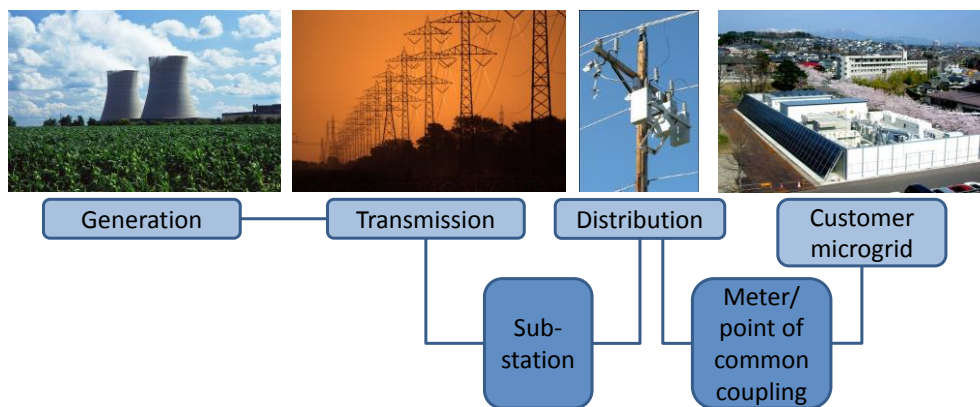 Generation
Transmission
Distribution
Customer
microgrid
Sub-
station
Meter/
point of
common
coupling